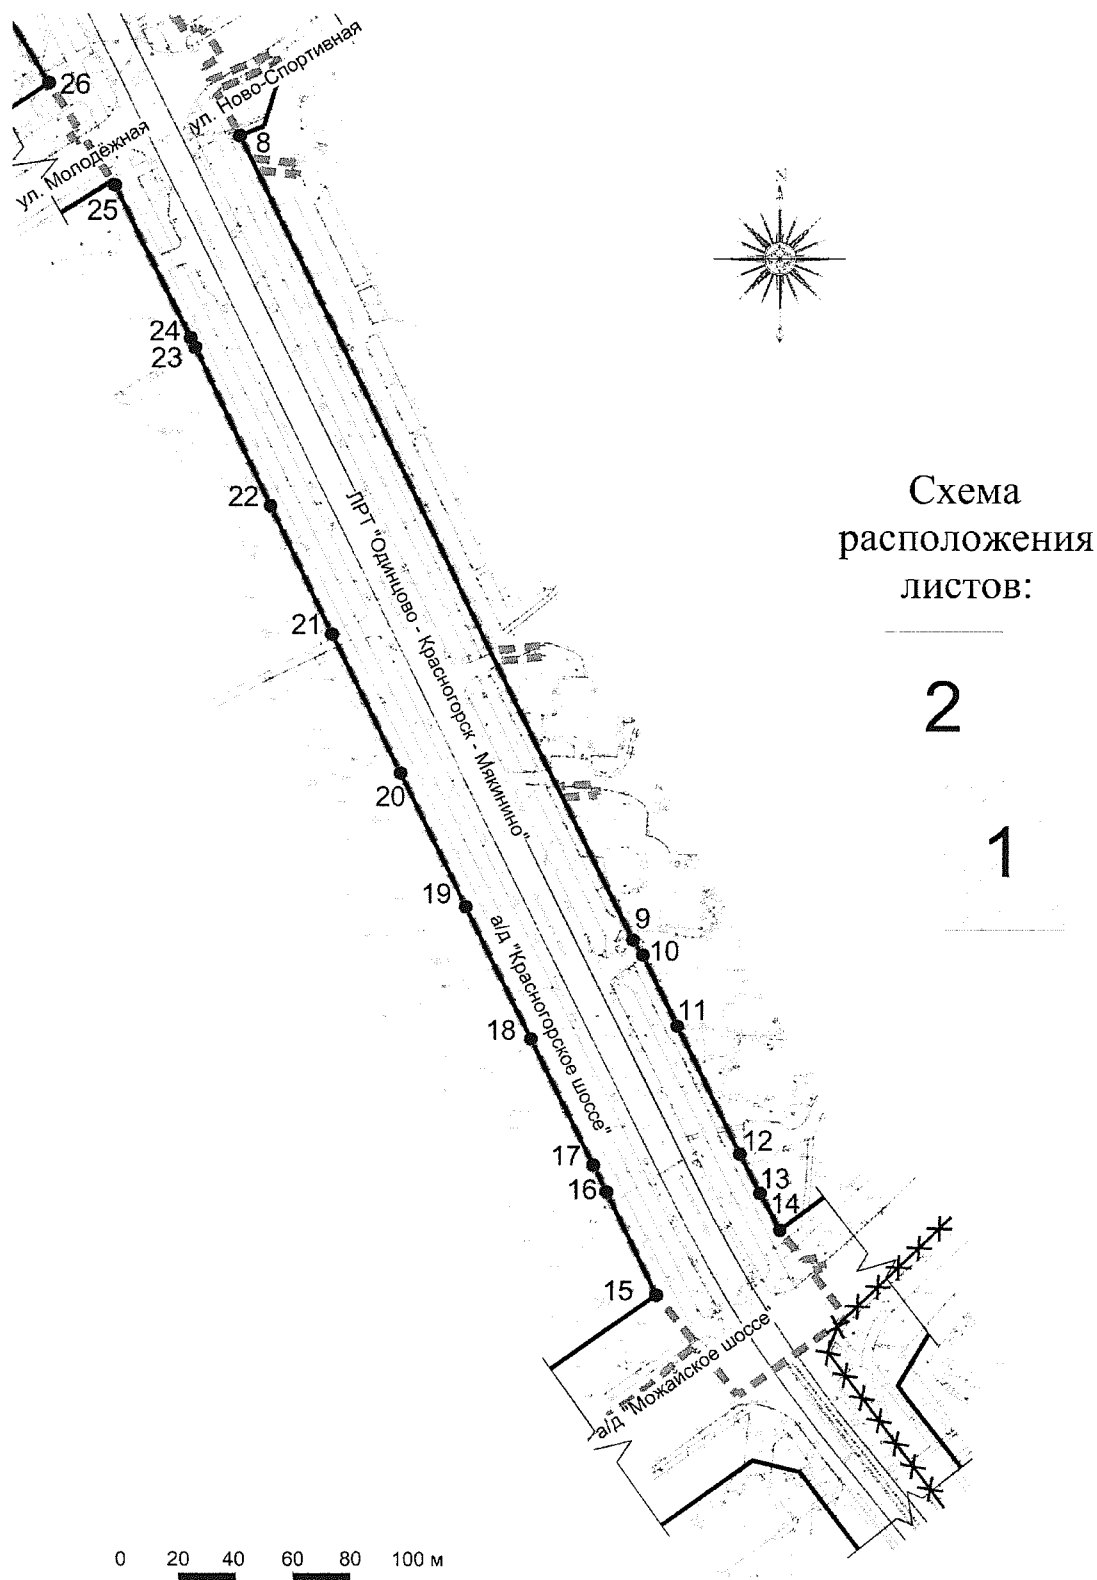 26
ул. Ново-Спортивная
8
ул. Молодёжная
25
N
24
23
22
ЛРТ "Одинцово - Красногорск - Мякинино"
Схема
расположения
листов:
21
2
20
1
19
а/д "Красногорское шоссе"
9
10
18
11
17
12
16
13
14
15
а/д "Можайское шоссе"
0 20 40 60 80 100 м